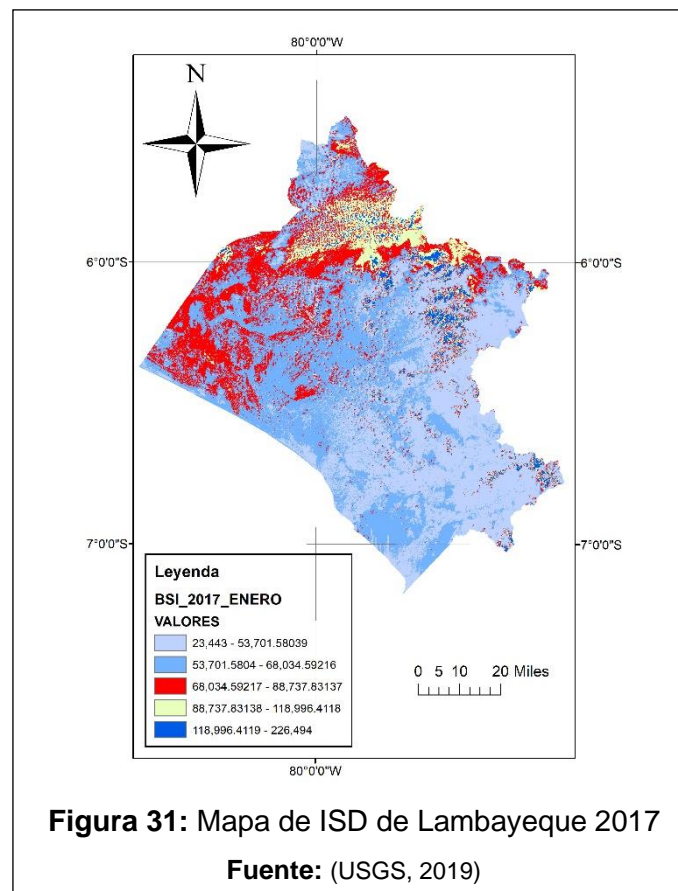 80°0'0"W
N
6°0'0"S
6°0'0"S
7°0'0"S
7°0'0"S
Leyenda
BSI_2017_ENERO
VALORES
23,443 - 53,701.58039
53,701.5804 - 68,034.59216
68,034.59217 - 88,737.83137
88,737.83138 - 118,996.4118
118,996.4119 - 226,494
0 5 10 20 Miles
80°0'0"W
Figura 31: Mapa de ISD de Lambayeque 2017
Fuente: (USGS, 2019)